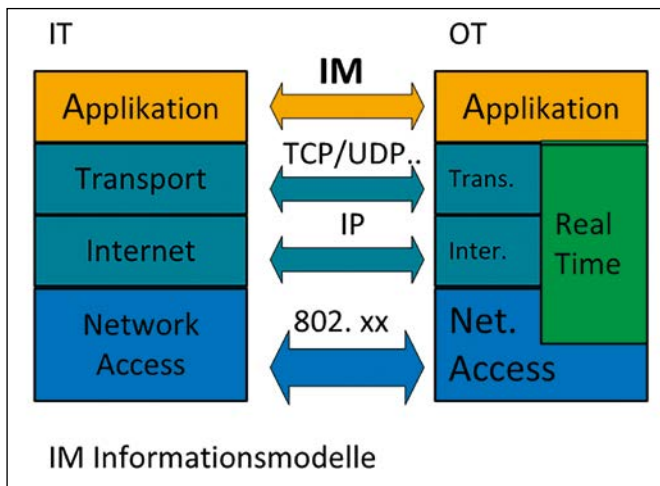 IT
OT
IM
Applikation
Applikation
TCP/UDP..
Transport
Trans.
IP
Internet
Inter.
Real
Time
802. xx
Network
Access
Net.
Access
IM Informationsmodelle